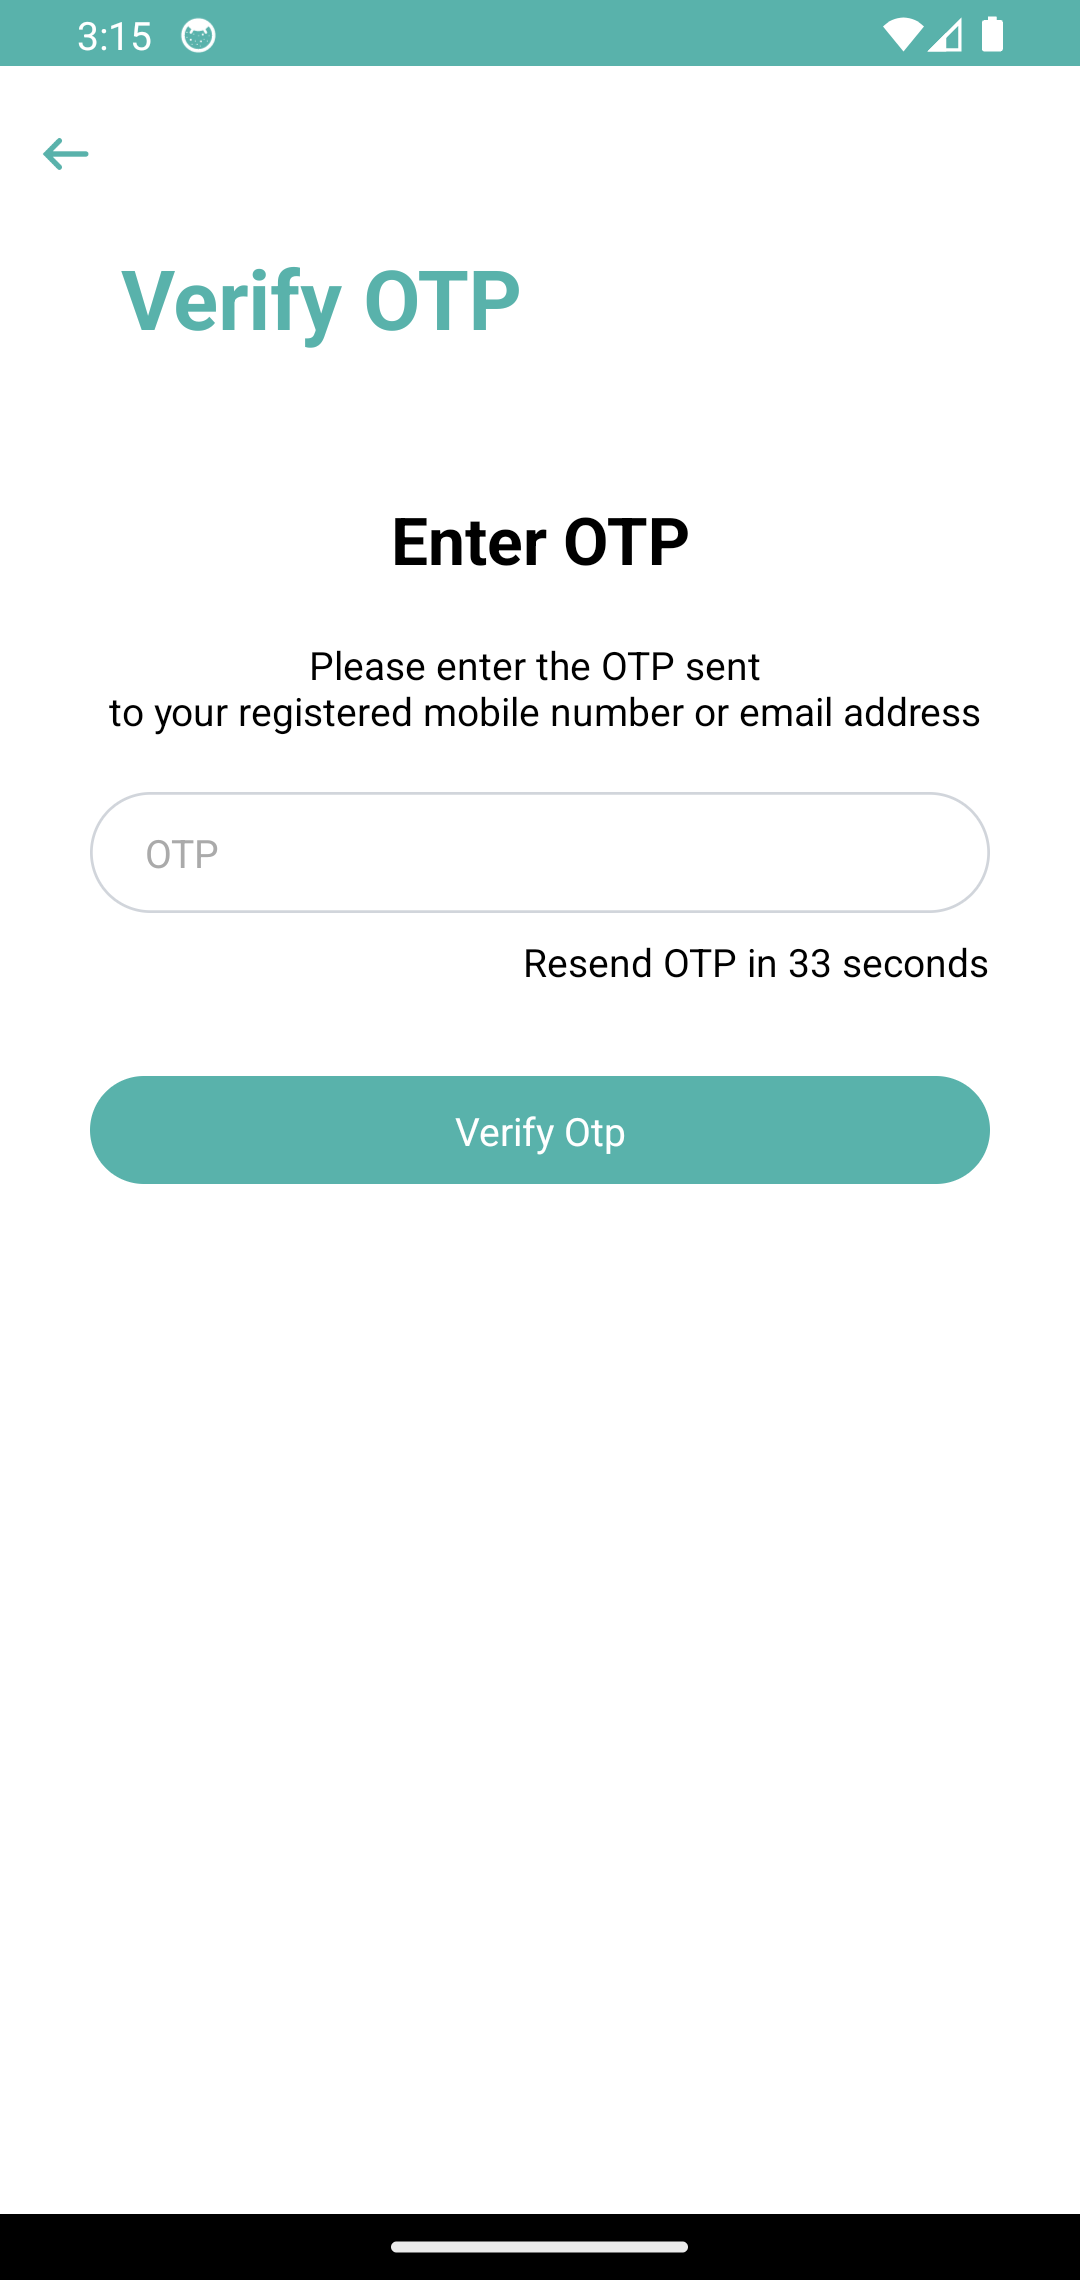 3:15
Verify OTP
Enter OTP
Please enter the OTP sent
to your registered mobile number or email address
OTP
Resend OTP in 33 seconds
Verify Otp